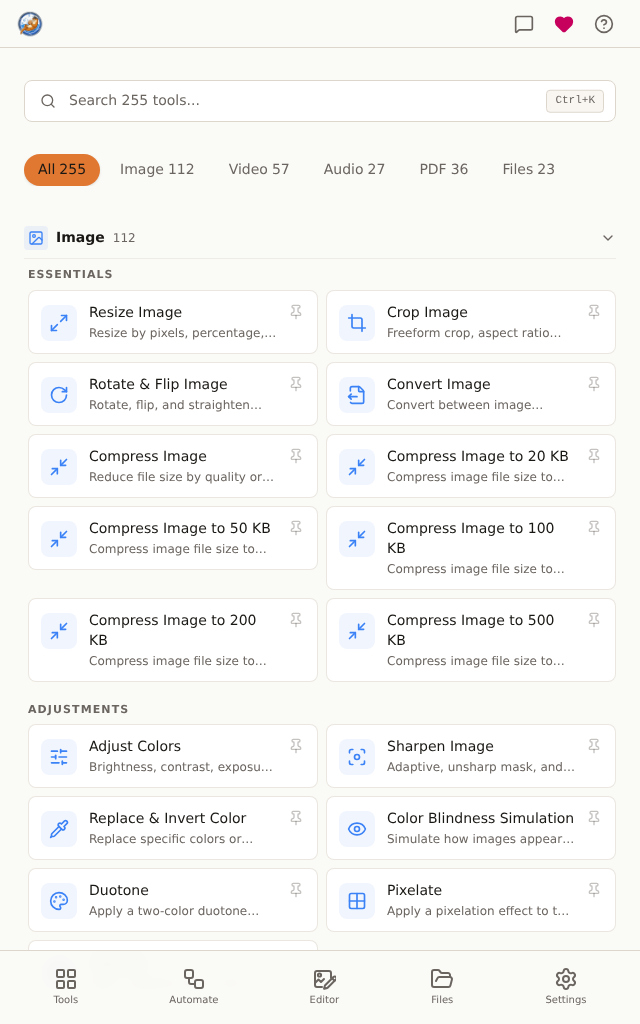 Search 255 tools...
Ctrl+K
All 255
Image 112
Video 57
Audio 27
PDF 36
Files 23
Image 112
ESSENTIALS
Resize Image
Resize by pixels, percentage,...
Crop Image
Freeform crop, aspect ratio...
Rotate & Flip Image
Rotate, flip, and straighten...
Convert Image
Convert between image...
Compress Image
Reduce file size by quality or...
Compress Image to 20 KB
Compress image file size to...
Compress Image to 50 KB
Compress image file size to...
Compress Image to 100
KB
Compress image file size to...
Compress Image to 200
KB
Compress image file size to...
Compress Image to 500
KB
Compress image file size to...
ADJUSTMENTS
Adjust Colors
Brightness, contrast, exposu...
Sharpen Image
Adaptive, unsharp mask, and...
Replace & Invert Color
Replace specific colors or...
Color Blindness Simulation
Simulate how images appear...
Duotone
Apply a two-color duotone...
Pixelate
Apply a pixelation effect to t...
Tools
Automate
Editor
Files
Settings